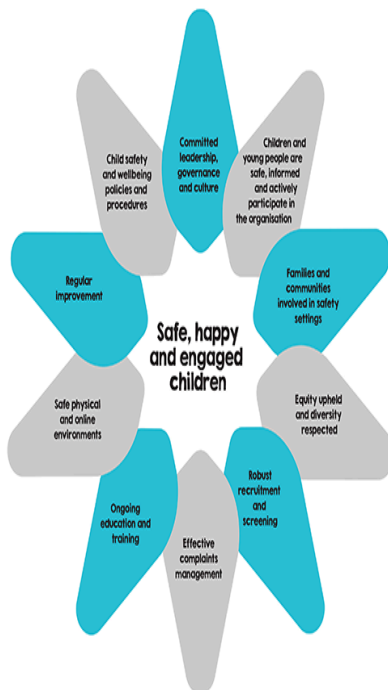 Committed
leadership,
governance
and culture
Children and
young people are
safe, informed
and actively
participate in
the organisation
Families and
communities
involved in safety
settings
Equity upheld
and diversity
respected
Robust
recruitment
and
screening
Effective
complaints
management
Ongoing
education and
training
Safe physical
and online
environments
Regular
improvement
Child safety
and wellbeing
policies and
procedures
Safe, happy
and engaged
children